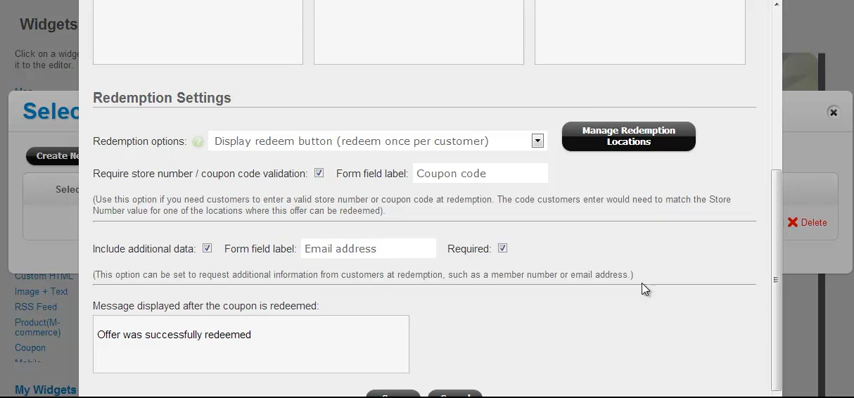 Widgets
Click on a widg
it to the editor.
Selec
Create Ne
Selec
Custom HTML
Image + Text
RSS Feed
Product(M-
commerce)
Coupon
My Widgets
Redemption Settings
Redemption options: Display redeem button (redeem once per customer)
Manage Redemption
Locations
Require store number / coupon code validation: Form field label: Coupon code
(Use this option if you need customers to enter a valid store number or coupon code at redemption. The code customers enter would need to match the Store
Number value for one of the locations where this offer can be redeemed).
Include additional data: Form field label: Email address Required:
(This option can be set to request additional information from customers at redemption, such as a member number or email address.)
Message displayed after the coupon is redeemed:
Offer was successfully redeemed
Delete